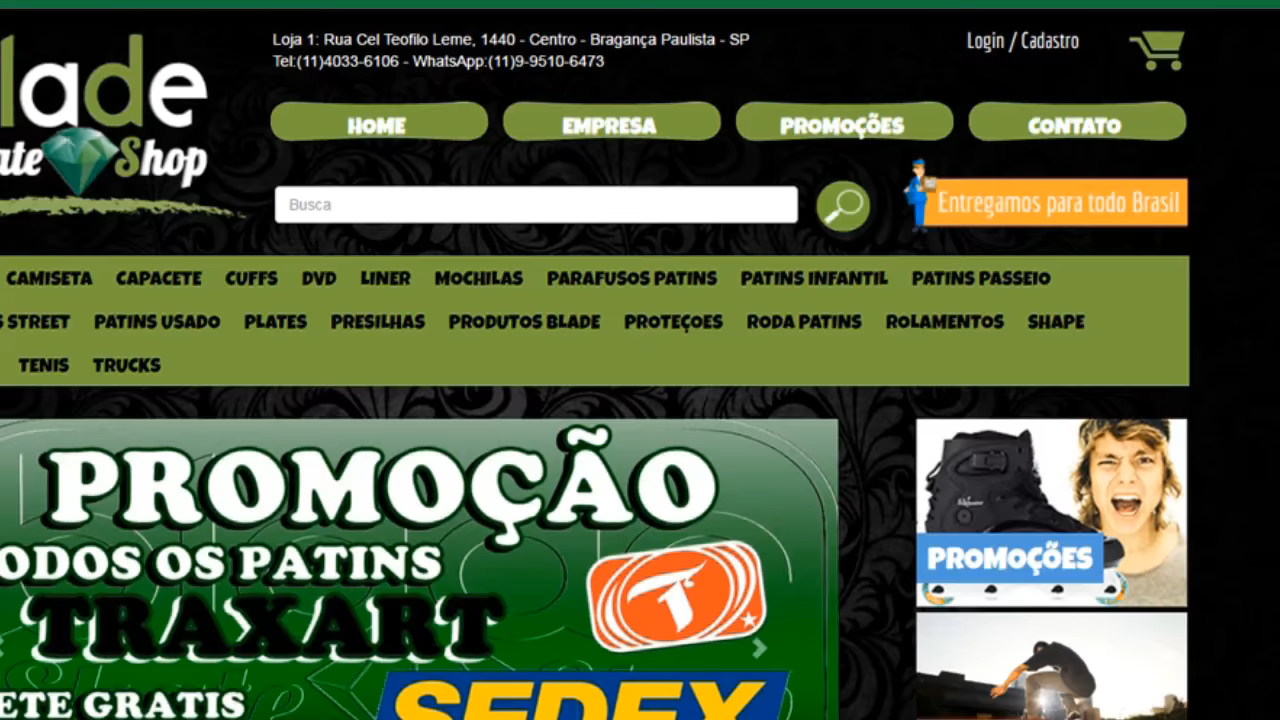 Loja 1: Rua Cel Teofilo Leme, 1440 - Centro - Bragança Paulista - SP
Tel:(11)4033-6106 - WhatsApp:(11)9-9510-6473
Login / Cadastro
lade
ate Shop
HOME EMPRESA PROMOÇÕES CONTATO
Busca
Entregamos para todo Brasil
CAMISETA CAPACETE CUFFS DVD LINER MOCHILAS PARAFUSOS PATINS PATINS INFANTIL PATINS PASSEIO
S STREET PATINS USADO PLATES PRESILHAS PRODUTOS BLADE PROTEÇOES RODA PATINS ROLAMENTOS SHAPE
TENIS TRUCKS
PROMOÇÃO
ODOS OS PATINS
TRAXART
T
ETE GRATIS
SEDEX
PROMOÇÕES